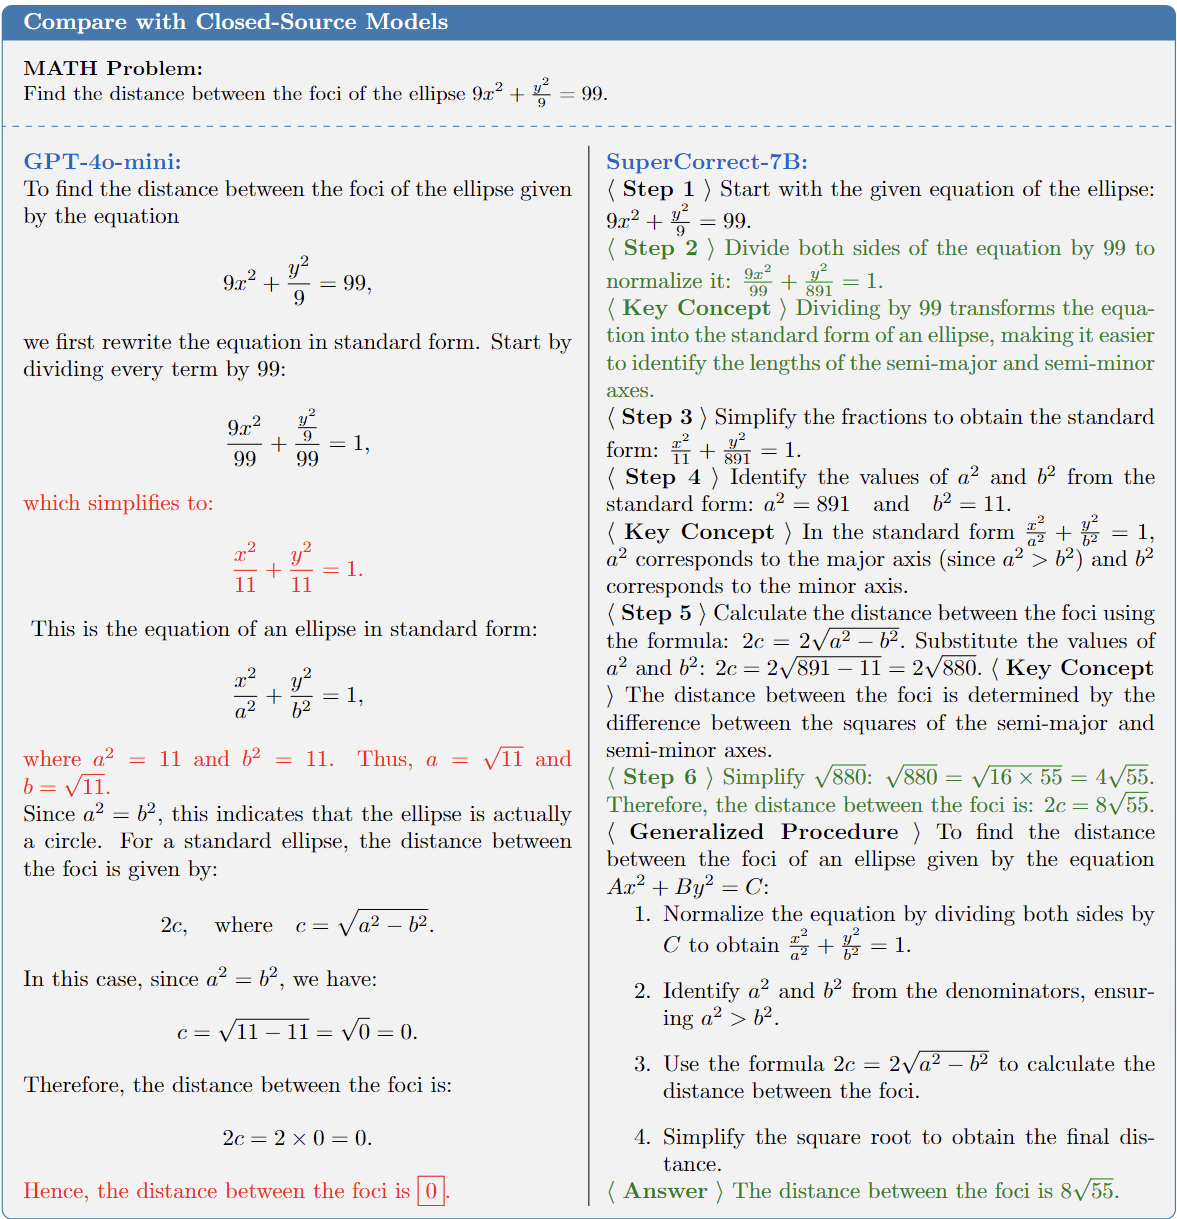 Compare with Closed-Source Models
MATH Problem:
Find the distance between the foci of the ellipse $9x^2 + \frac{y^2}{9} = 99$.
GPT-4o-mini:
To find the distance between the foci of the ellipse given
by the equation
$9x^2 + \frac{y^2}{9} = 99,$
we first rewrite the equation in standard form. Start by
dividing every term by 99:
$\frac{9x^2}{99} + \frac{\frac{y^2}{9}}{99} = 1,$
which simplifies to:
$\frac{x^2}{11} + \frac{y^2}{11} = 1.$
This is the equation of an ellipse in standard form:
$\frac{x^2}{a^2} + \frac{y^2}{b^2} = 1,$
where $a^2 = 11$ and $b^2 = 11$. Thus, $a = \sqrt{11}$ and
$b = \sqrt{11}$.
Since $a^2 = b^2$, this indicates that the ellipse is actually
a circle. For a standard ellipse, the distance between
the foci is given by:
$2c,$ where $c = \sqrt{a^2 - b^2}.$
In this case, since $a^2 = b^2$, we have:
$c = \sqrt{11 - 11} = \sqrt{0} = 0.$
Therefore, the distance between the foci is:
$2c = 2 \times 0 = 0.$
Hence, the distance between the foci is $\boxed{0}$.
SuperCorrect-7B:
⟨ Step 1 ⟩ Start with the given equation of the ellipse:
$9x^2 + \frac{y^2}{9} = 99$.
⟨ Step 2 ⟩ Divide both sides of the equation by 99 to
normalize it: $\frac{9x^2}{99} + \frac{y^2}{891} = 1$.
⟨ Key Concept ⟩ Dividing by 99 transforms the equa-
tion into the standard form of an ellipse, making it easier
to identify the lengths of the semi-major and semi-minor
axes.
⟨ Step 3 ⟩ Simplify the fractions to obtain the standard
form: $\frac{x^2}{11} + \frac{y^2}{891} = 1$.
⟨ Step 4 ⟩ Identify the values of $a^2$ and $b^2$ from the
standard form: $a^2 = 891$ and $b^2 = 11$.
⟨ Key Concept ⟩ In the standard form $\frac{x^2}{a^2} + \frac{y^2}{b^2} = 1$,
$a^2$ corresponds to the major axis (since $a^2 > b^2$) and $b^2$
corresponds to the minor axis.
⟨ Step 5 ⟩ Calculate the distance between the foci using
the formula: $2c = 2\sqrt{a^2 - b^2}$. Substitute the values of
$a^2$ and $b^2$: $2c = 2\sqrt{891 - 11} = 2\sqrt{880}$. ⟨ Key Concept
⟩ The distance between the foci is determined by the
difference between the squares of the semi-major and
semi-minor axes.
⟨ Step 6 ⟩ Simplify $\sqrt{880}$: $\sqrt{880} = \sqrt{16 \times 55} = 4\sqrt{55}$.
Therefore, the distance between the foci is: $2c = 8\sqrt{55}$.
⟨ Generalized Procedure ⟩ To find the distance
between the foci of an ellipse given by the equation
$Ax^2 + By^2 = C$:
1. Normalize the equation by dividing both sides by
$C$ to obtain $\frac{x^2}{a^2} + \frac{y^2}{b^2} = 1$.
2. Identify $a^2$ and $b^2$ from the denominators, ensur-
ing $a^2 > b^2$.
3. Use the formula $2c = 2\sqrt{a^2 - b^2}$ to calculate the
distance between the foci.
4. Simplify the square root to obtain the final dis-
tance.
⟨ Answer ⟩ The distance between the foci is $8\sqrt{55}$.